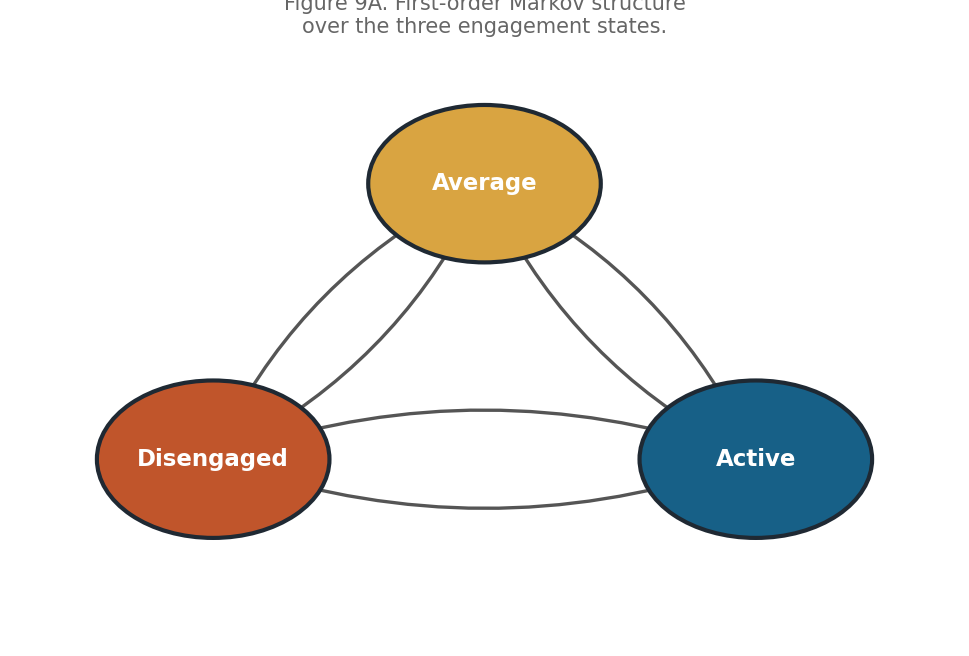 Figure 9A. First-order Markov structure
over the three engagement states.
Average
Disengaged
Active